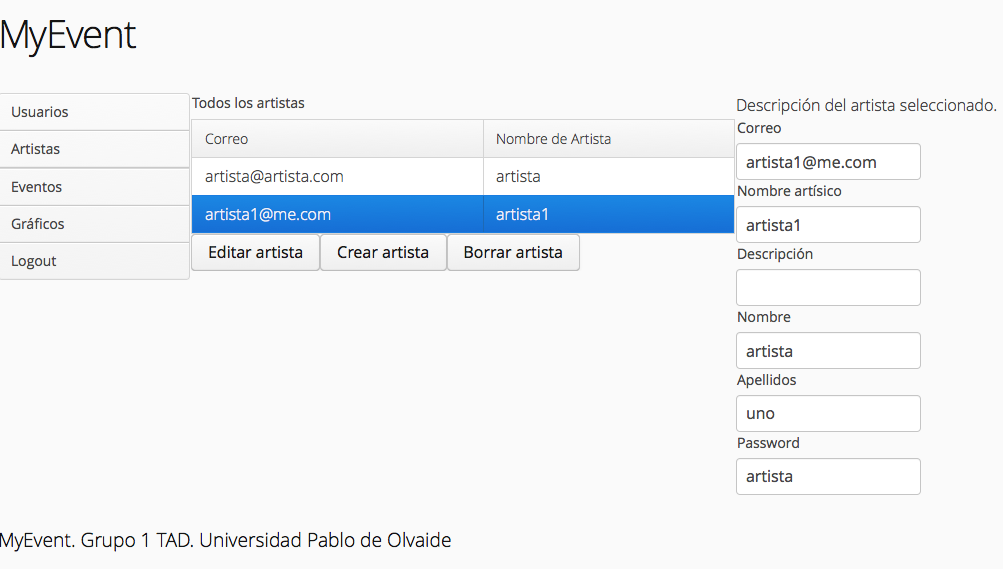 MyEvent
Usuarios
Artistas
Eventos
Gráficos
Logout
Todos los artistas
Correo Nombre de Artista
artista@artista.com artista
artista1@me.com artista1
Editar artista Crear artista Borrar artista
Descripción del artista seleccionado.
Correo
artista1@me.com
Nombre artísico
artista1
Descripción
Nombre
artista
Apellidos
uno
Password
artista
MyEvent. Grupo 1 TAD. Universidad Pablo de Olvaide